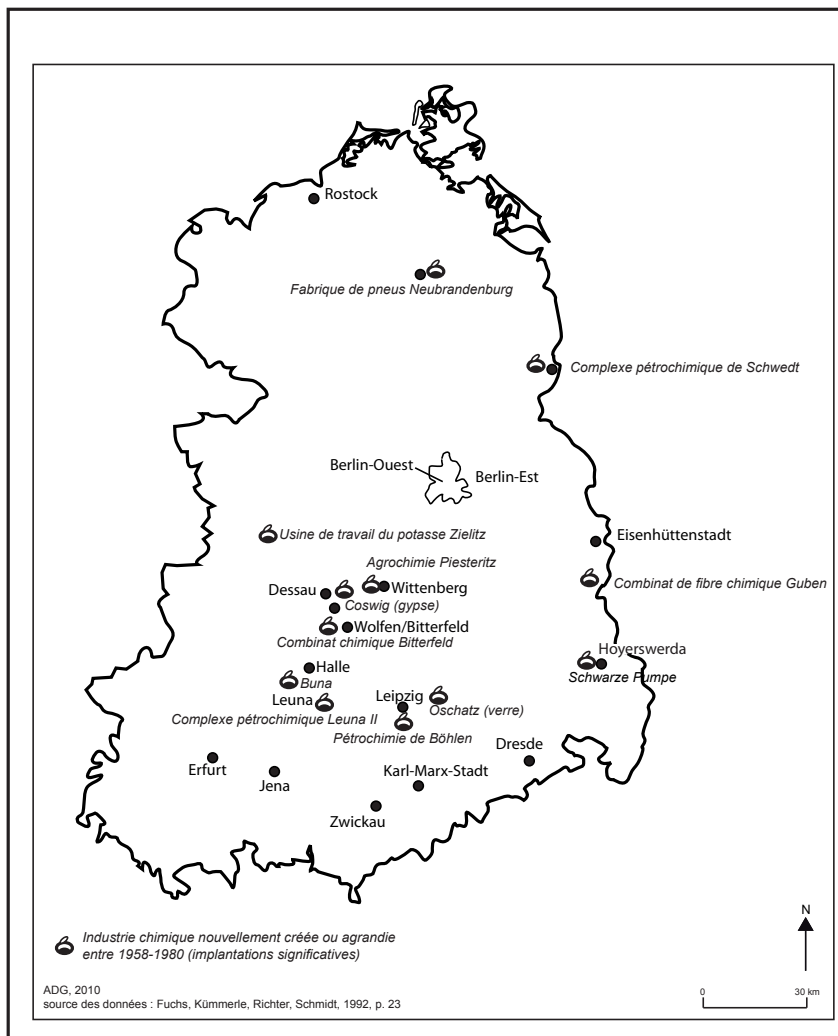 Rostock
Fabrique de pneus Neubrandenburg
Complexe pétrochimique de Schwedt
Berlin-Ouest
Berlin-Est
Usine de travail du potasse Zielitz
Eisenhüttenstadt
Agrochimie Piesteritz
Combinat de fibre chimique Guben
Dessau
Wittenberg
Coswig (gypse)
Wolfen/Bitterfeld
Combinat chimique Bitterfeld
Hoyerswerda
Schwarze Pumpe
Halle
Buna
Leuna
Leipzig
Oschatz (verre)
Complexe pétrochimique Leuna II
Pétrochimie de Böhlen
Dresde
Erfurt
Jena
Karl-Marx-Stadt
Zwickau
Industrie chimique nouvellement créée ou agrandie
entre 1958-1980 (implantations significatives)
N
ADG, 2010
source des données : Fuchs, Kümmerle, Richter, Schmidt, 1992, p. 23
0 30 km